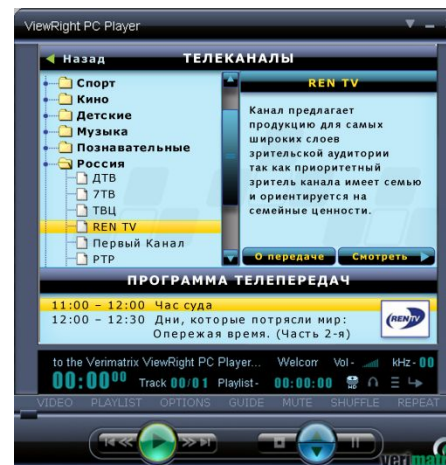 ViewRight PC Player
Назад ТЕЛЕКАНАЛЫ
Спорт
Кино
Детские
Музыка
Познавательные
Россия
ДТВ
7ТВ
ТВЦ
REN TV
Первый Канал
РТР
REN TV
Канал предлагает
продукцию для самых
широких слоев
зрительской аудитории
так как приоритетный
зритель канала имеет семью
и ориентируется на
семейные ценности.
О передаче Смотреть
ПРОГРАММА ТЕЛЕПЕРЕДАЧ
11:00 – 12:00 Час суда
12:00 – 12:30 Дни, которые потрясли мир:
Опережая время. (Часть 2-я)
REN TV
to the Verimatrix ViewRight PC Player... Welcom Vol- kHz-00
00:00 00 Track 00/01 Playlist- 00:00:00
VIDEO PLAYLIST OPTIONS GUIDE MUTE SHUFFLE REPEAT
verimat